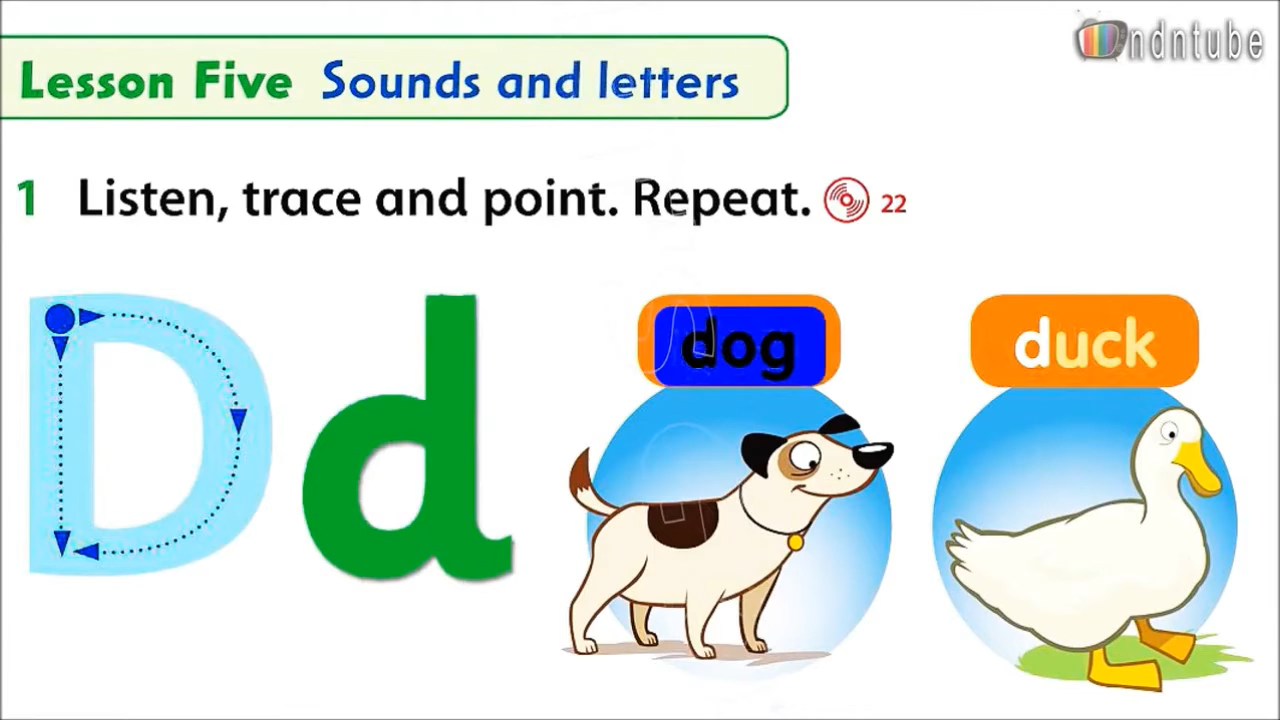 ndntube
Lesson Five Sounds and letters
1 Listen, trace and point. Repeat. 22
D d
dog
duck